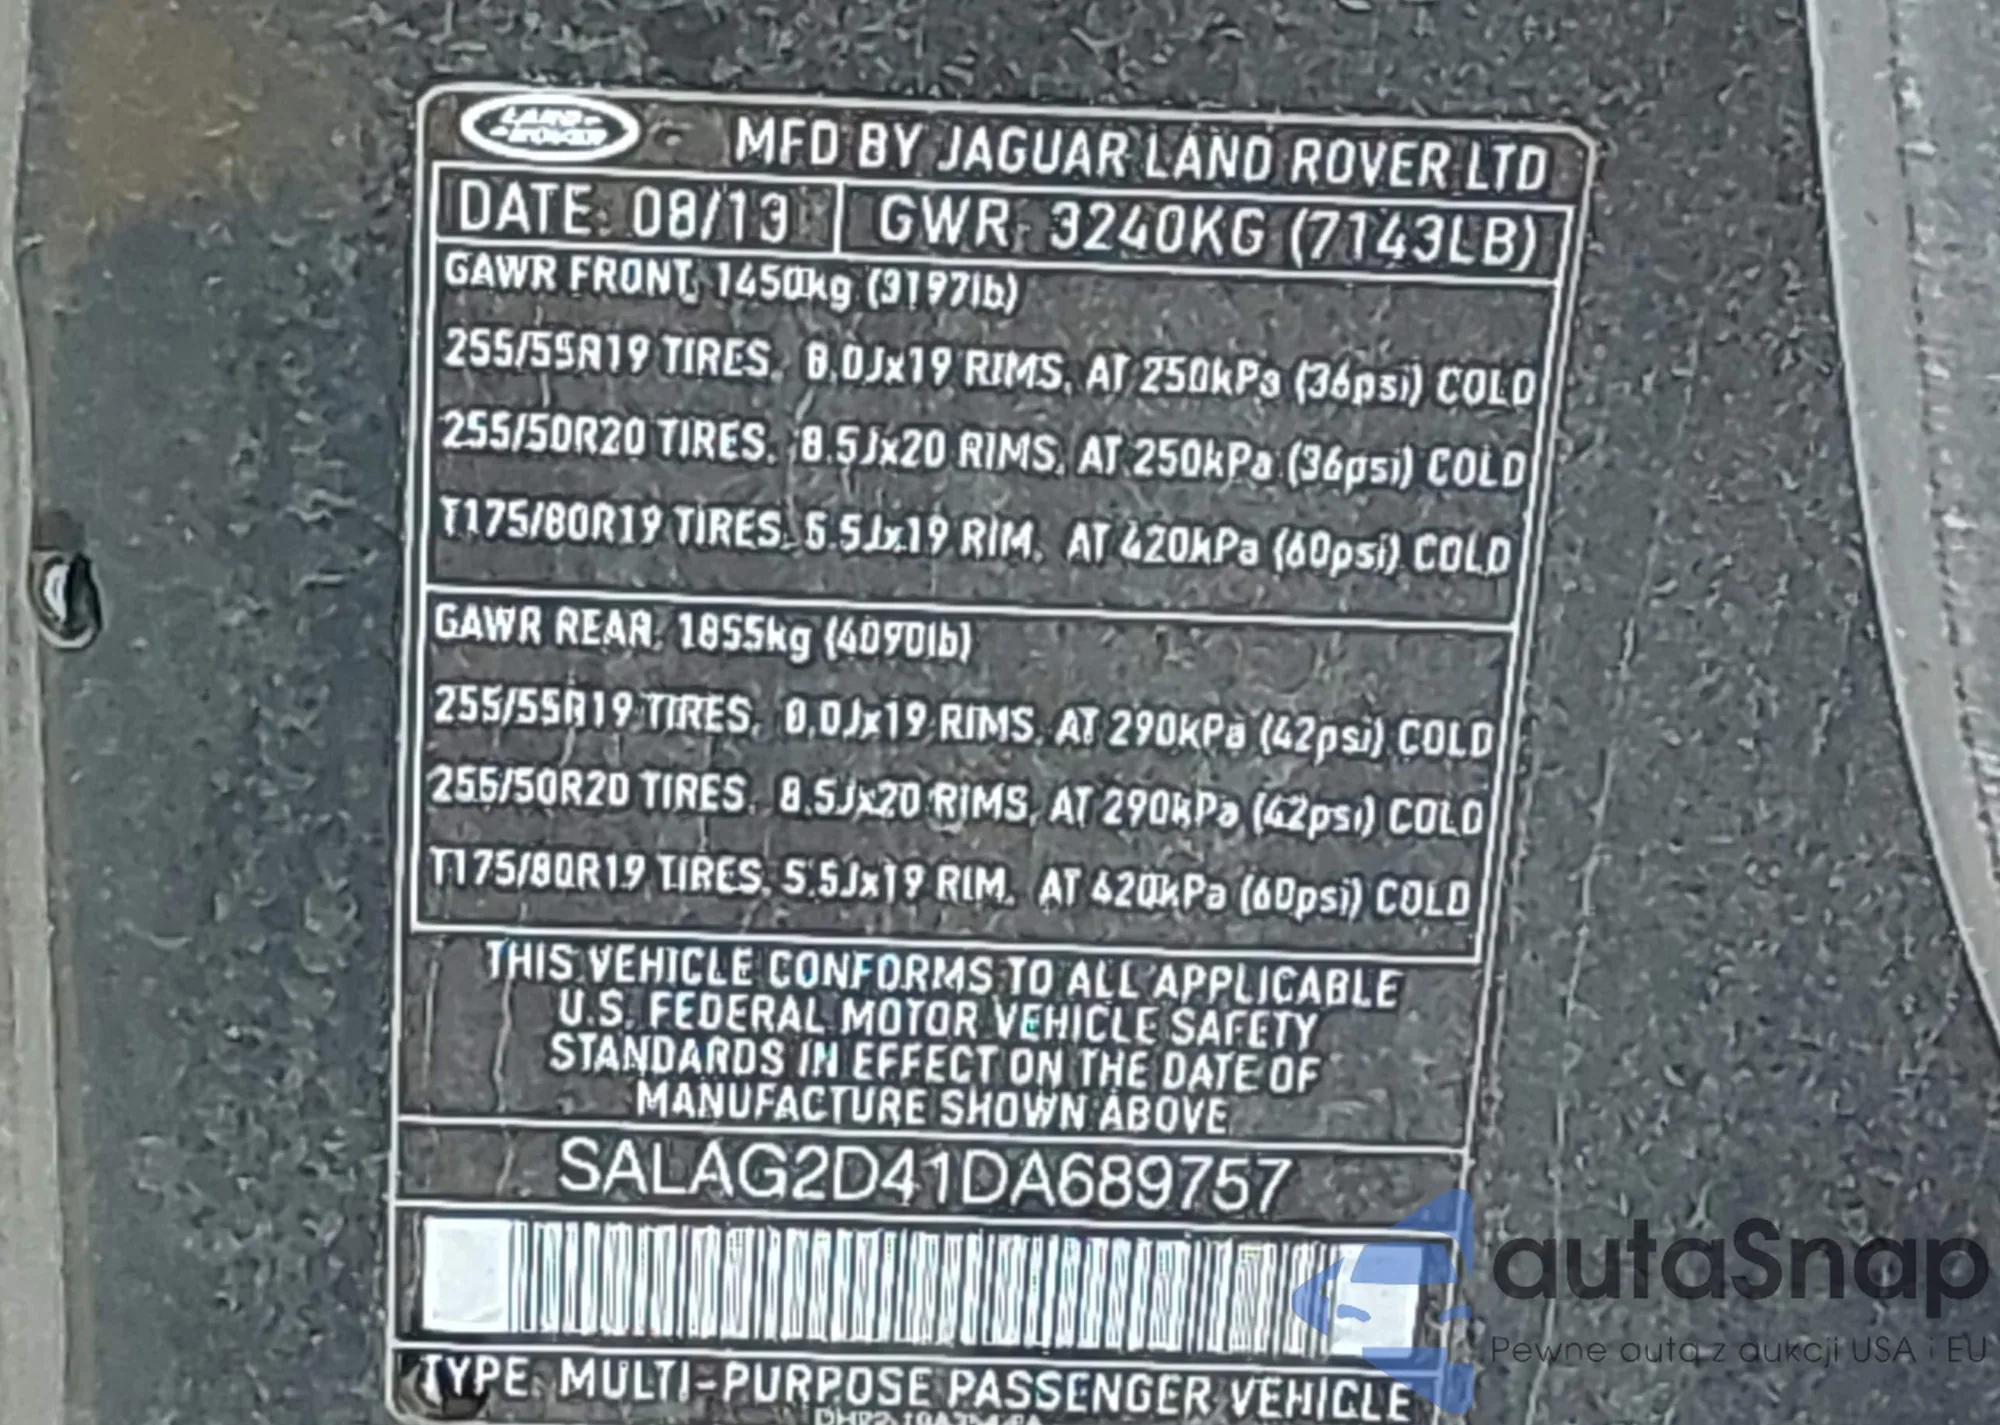 LAND-
-ROVER
MFD BY JAGUAR LAND ROVER LTD
DATE: 08/13 GWR 3240KG (7143LB)
GAWR FRONT, 1450kg (3197lb)
255/55R19 TIRES, 8.0Jx19 RIMS, AT 250kPa (36psi) COLD
255/50R20 TIRES, 8.5Jx20 RIMS, AT 250kPa (36psi) COLD
T175/80R19 TIRES, 5.5Jx19 RIM, AT 420kPa (60psi) COLD
GAWR REAR, 1855kg (4090lb)
255/55R19 TIRES, 8.0Jx19 RIMS, AT 290kPa (42psi) COLD
255/50R20 TIRES, 8.5Jx20 RIMS, AT 290kPa (42psi) COLD
T175/80R19 TIRES, 5.5Jx19 RIM, AT 420kPa (60psi) COLD
THIS VEHICLE CONFORMS TO ALL APPLICABLE
U.S. FEDERAL MOTOR VEHICLE SAFETY
STANDARDS IN EFFECT ON THE DATE OF
MANUFACTURE SHOWN ABOVE
SALAG2D41DA689757
TYPE: MULTI-PURPOSE PASSENGER VEHICLE
autaSnap
Pewne auta z aukcji USA i EU